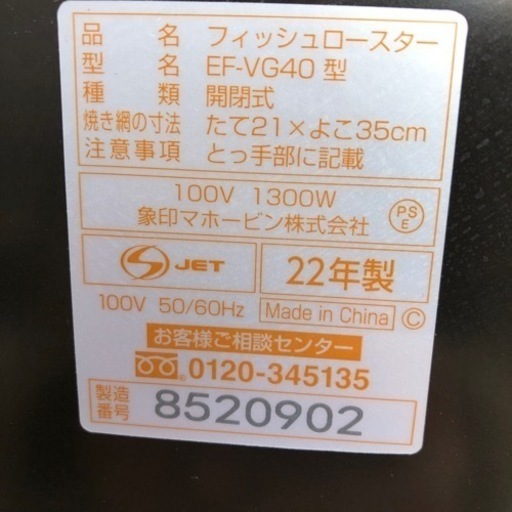 品名 フィッシュロースター
型名 EF-VG40 型
種類 開閉式
焼き網の寸法 たて21×よこ35cm
注意事項 とっ手部に記載
100V 1300W
象印マホービン株式会社
PS
E
S JET
22年製
100V 50/60Hz
Made in China
©
お客様ご相談センター
0120-345135
製造番号 8520902